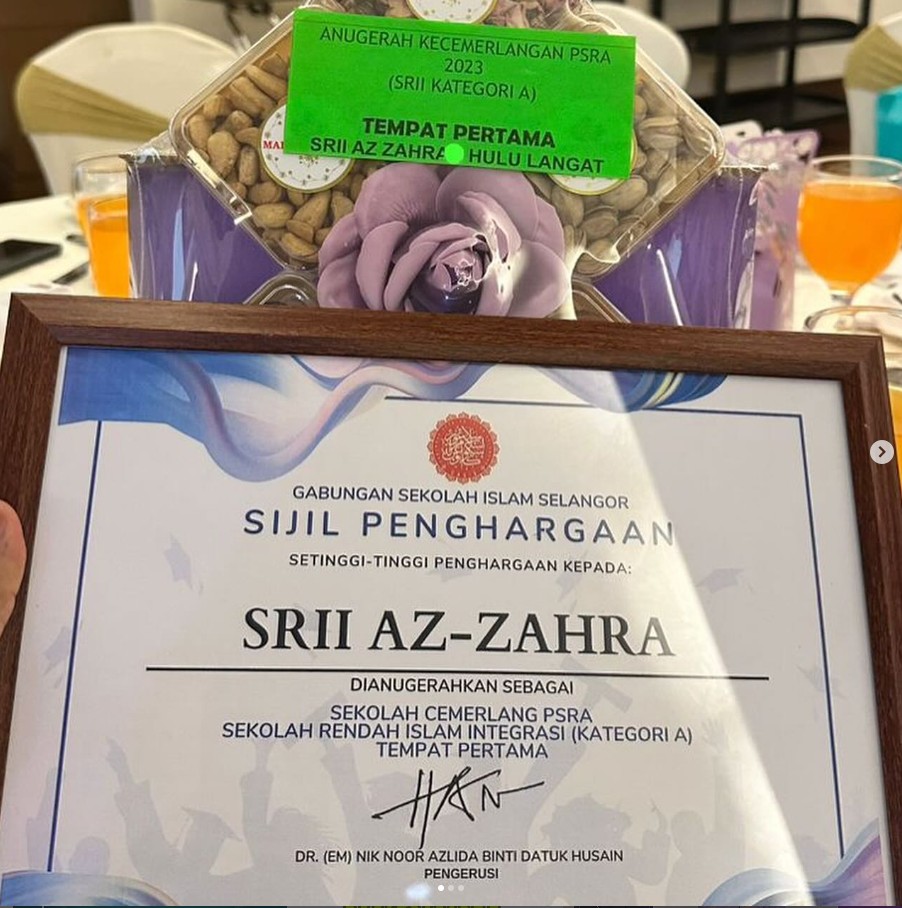 ANUGERAH KECEMERLANGAN PSRA
2023
(SRII KATEGORI A)
TEMPAT PERTAMA
SRII AZ ZAHRA HULU LANGAT
GABUNGAN SEKOLAH ISLAM SELANGOR
SIJIL PENGHARGAAN
SETINGGI-TINGGI PENGHARGAAN KEPADA:
SRII AZ-ZAHRA
DIANUGERAHKAN SEBAGAI
SEKOLAH CEMERLANG PSRA
SEKOLAH RENDAH ISLAM INTEGRASI (KATEGORI A)
TEMPAT PERTAMA
DR. (EM) NIK NOOR AZLIDA BINTI DATUK HUSAIN
PENGERUSI